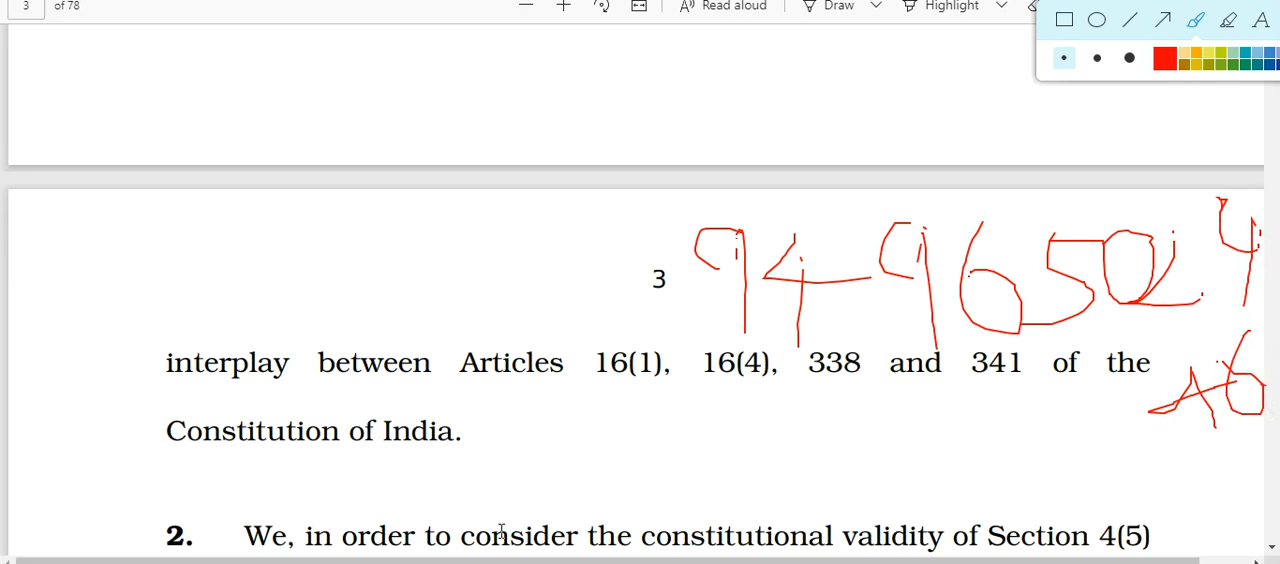 3 of 78 Read aloud Draw Highlight A
3
interplay between Articles 16(1), 16(4), 338 and 341 of the
Constitution of India.
2. We, in order to consider the constitutional validity of Section 4(5)